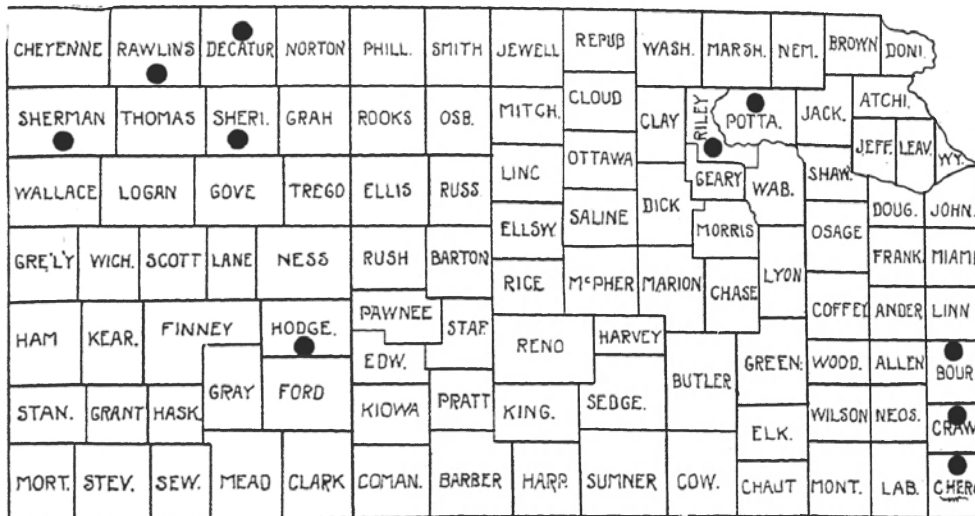 CHEYENNE RAWLINS DECATUR NORTON PHILL. SMITH JEWELL REPUB WASH. MARSH. NEM. BROWN DONI.
SHERMAN THOMAS SHERI. GRAH ROOKS OSB. MITCH. CLOUD CLAY RILEY POTTA. JACK. ATCHI.
JEFF. LEAV. WY.
WALLACE LOGAN GOVE TREGO ELLIS RUSS. LINC OTTAWA GEARY WAB. SHAW.
DICK DOUG. JOHN.
GRE'L'Y WICH. SCOTT LANE NESS RUSH BARTON ELLSW. SALINE MORRIS OSAGE FRANK. MIAMI
RICE McPHER MARION CHASE LYON
HAM KEAR. FINNEY HODGE. PAWNEE STAF. COFFEY ANDER LINN
EDW. RENO HARVEY
GRAY FORD BUTLER GREEN. WOOD. ALLEN BOUR
STAN. GRANT HASK. KIOWA PRATT KING. SEDGE. WILSON NEOS. CRAW
ELK.
MORT. STEV. SEW. MEAD CLARK COMAN. BARBER HARP. SUMNER COW. CHAUT MONT. LAB. CHER